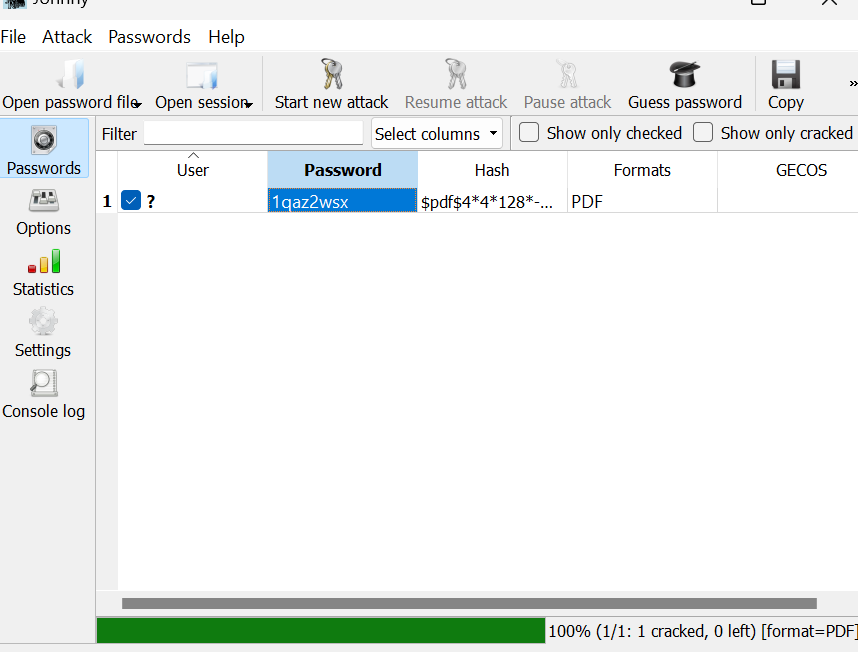 Johnny
File Attack Passwords Help
Open password file Open session Start new attack Resume attack Pause attack Guess password Copy »
Passwords
Options
Statistics
Settings
Console log
Filter Select columns Show only checked Show only cracked
User Password Hash Formats GECOS
1 ? 1qaz2wsx $pdf$4*4*128*-... PDF
100% (1/1: 1 cracked, 0 left) [format=PDF]